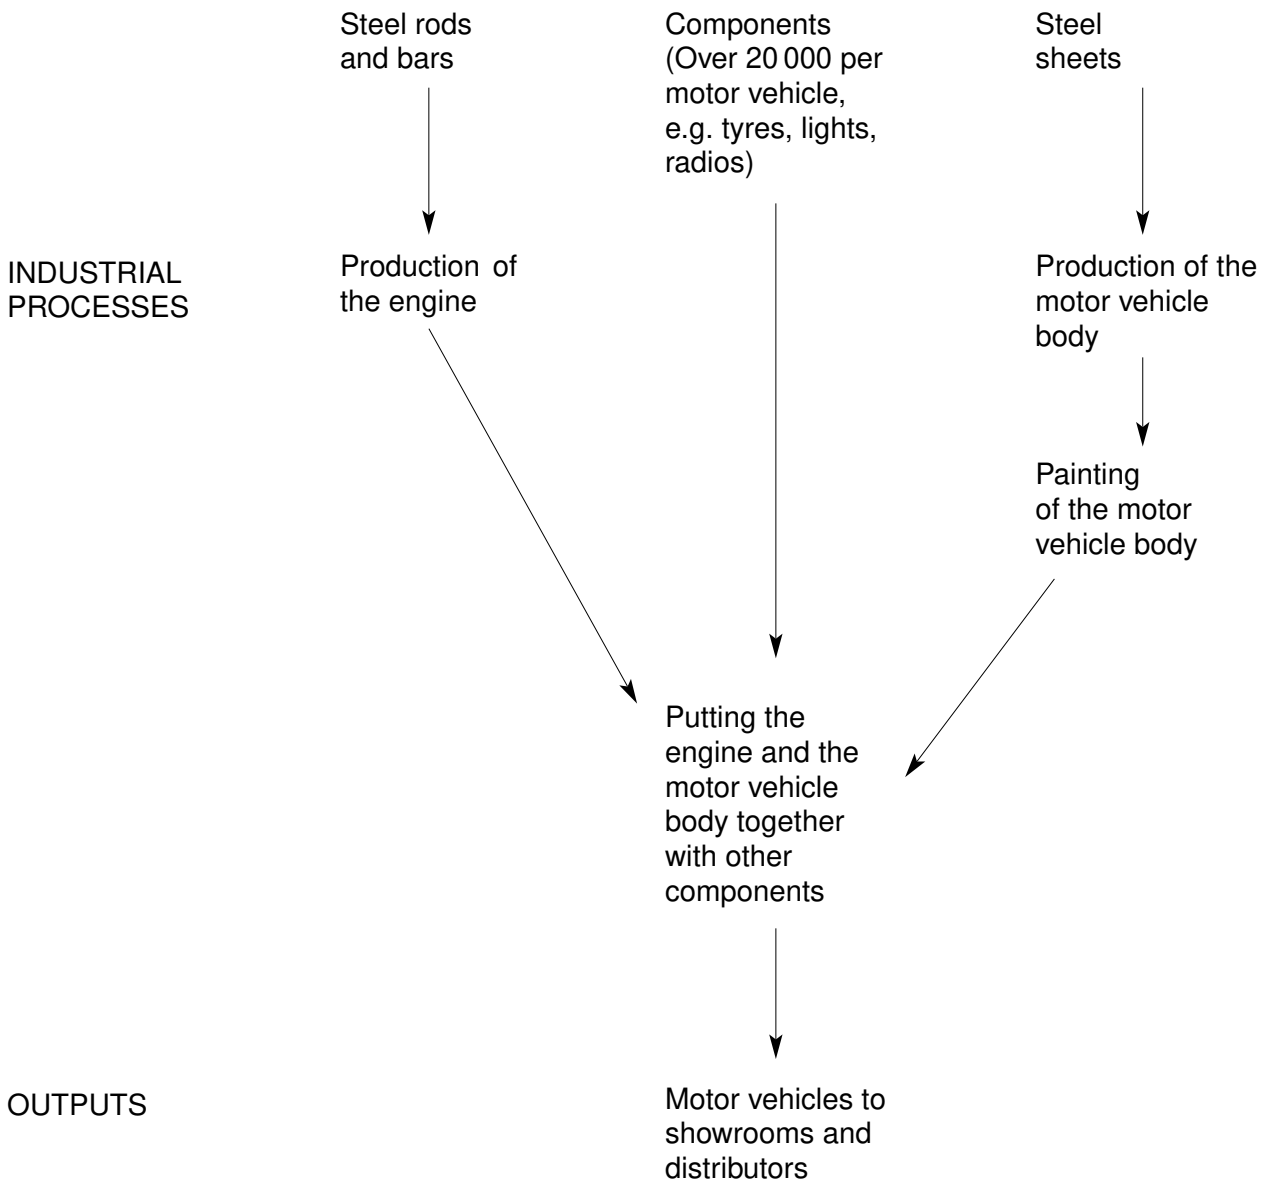 Steel rods
and bars
Components
(Over 20 000 per
motor vehicle,
e.g. tyres, lights,
radios)
Steel
sheets
INDUSTRIAL
PROCESSES
Production of
the engine
Production of the
motor vehicle
body
Painting
of the motor
vehicle body
Putting the
engine and the
motor vehicle
body together
with other
components
OUTPUTS
Motor vehicles to
showrooms and
distributors